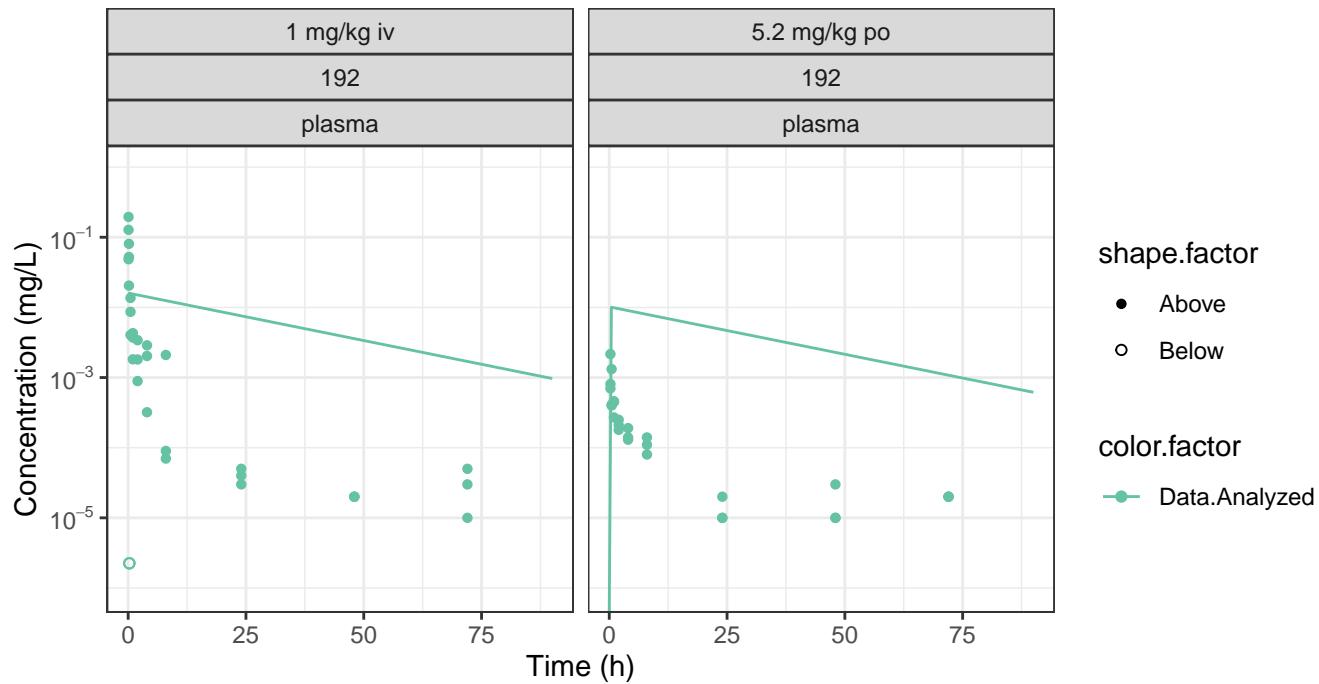 1 mg/kg iv
5.2 mg/kg po
192
192
plasma
plasma
Concentration (mg/L)
10−1
10−3
10−5
0
25
50
75
0
25
50
75
Time (h)
shape.factor
Above
Below
color.factor
Data.Analyzed